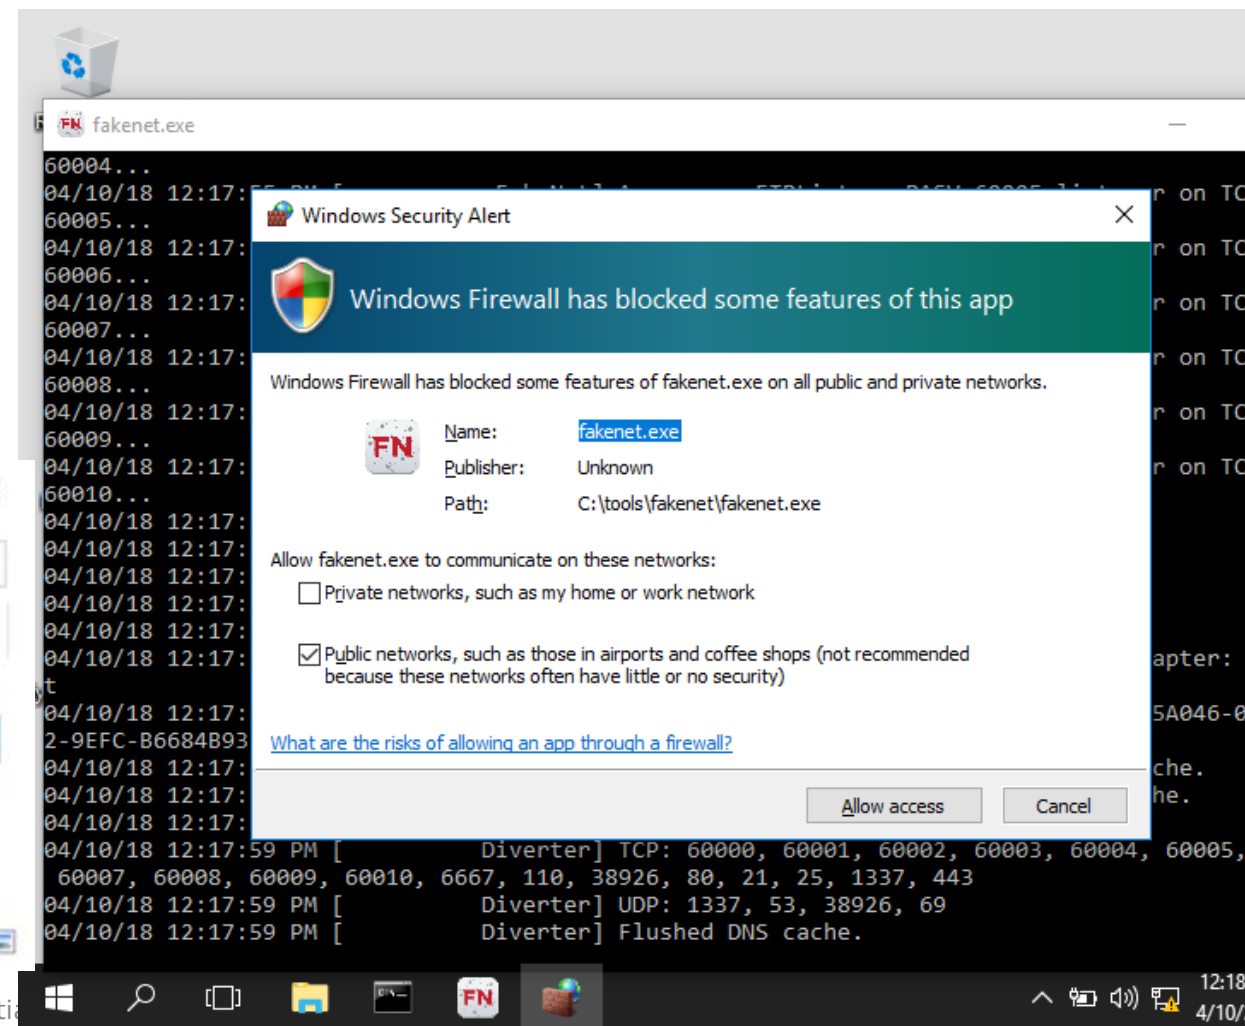 FN fakenet.exe
60004...
04/10/18 12:17:55 PM [ FakeNet] A FTPListener PASV 60005 listener on TC
60005...
04/10/18 12:17: r on TC
60006...
04/10/18 12:17: r on TC
60007...
04/10/18 12:17: r on TC
60008...
04/10/18 12:17: r on TC
60009...
04/10/18 12:17: r on TC
60010...
04/10/18 12:17:
04/10/18 12:17:
04/10/18 12:17:
04/10/18 12:17:
04/10/18 12:17:
04/10/18 12:17: apter:
t
04/10/18 12:17: 5A046-0
2-9EFC-B6684B93
04/10/18 12:17: che.
04/10/18 12:17: he.
04/10/18 12:17:
04/10/18 12:17:59 PM [ Diverter] TCP: 60000, 60001, 60002, 60003, 60004, 60005,
60007, 60008, 60009, 60010, 6667, 110, 38926, 80, 21, 25, 1337, 443
04/10/18 12:17:59 PM [ Diverter] UDP: 1337, 53, 38926, 69
04/10/18 12:17:59 PM [ Diverter] Flushed DNS cache.
Windows Security Alert
Windows Firewall has blocked some features of this app
Windows Firewall has blocked some features of fakenet.exe on all public and private networks.
FN
Name: fakenet.exe
Publisher: Unknown
Path: C:\tools\fakenet\fakenet.exe
Allow fakenet.exe to communicate on these networks:
Private networks, such as my home or work network
Public networks, such as those in airports and coffee shops (not recommended
because these networks often have little or no security)
What are the risks of allowing an app through a firewall?
Allow access Cancel
tia
FN
12:18
4/10/